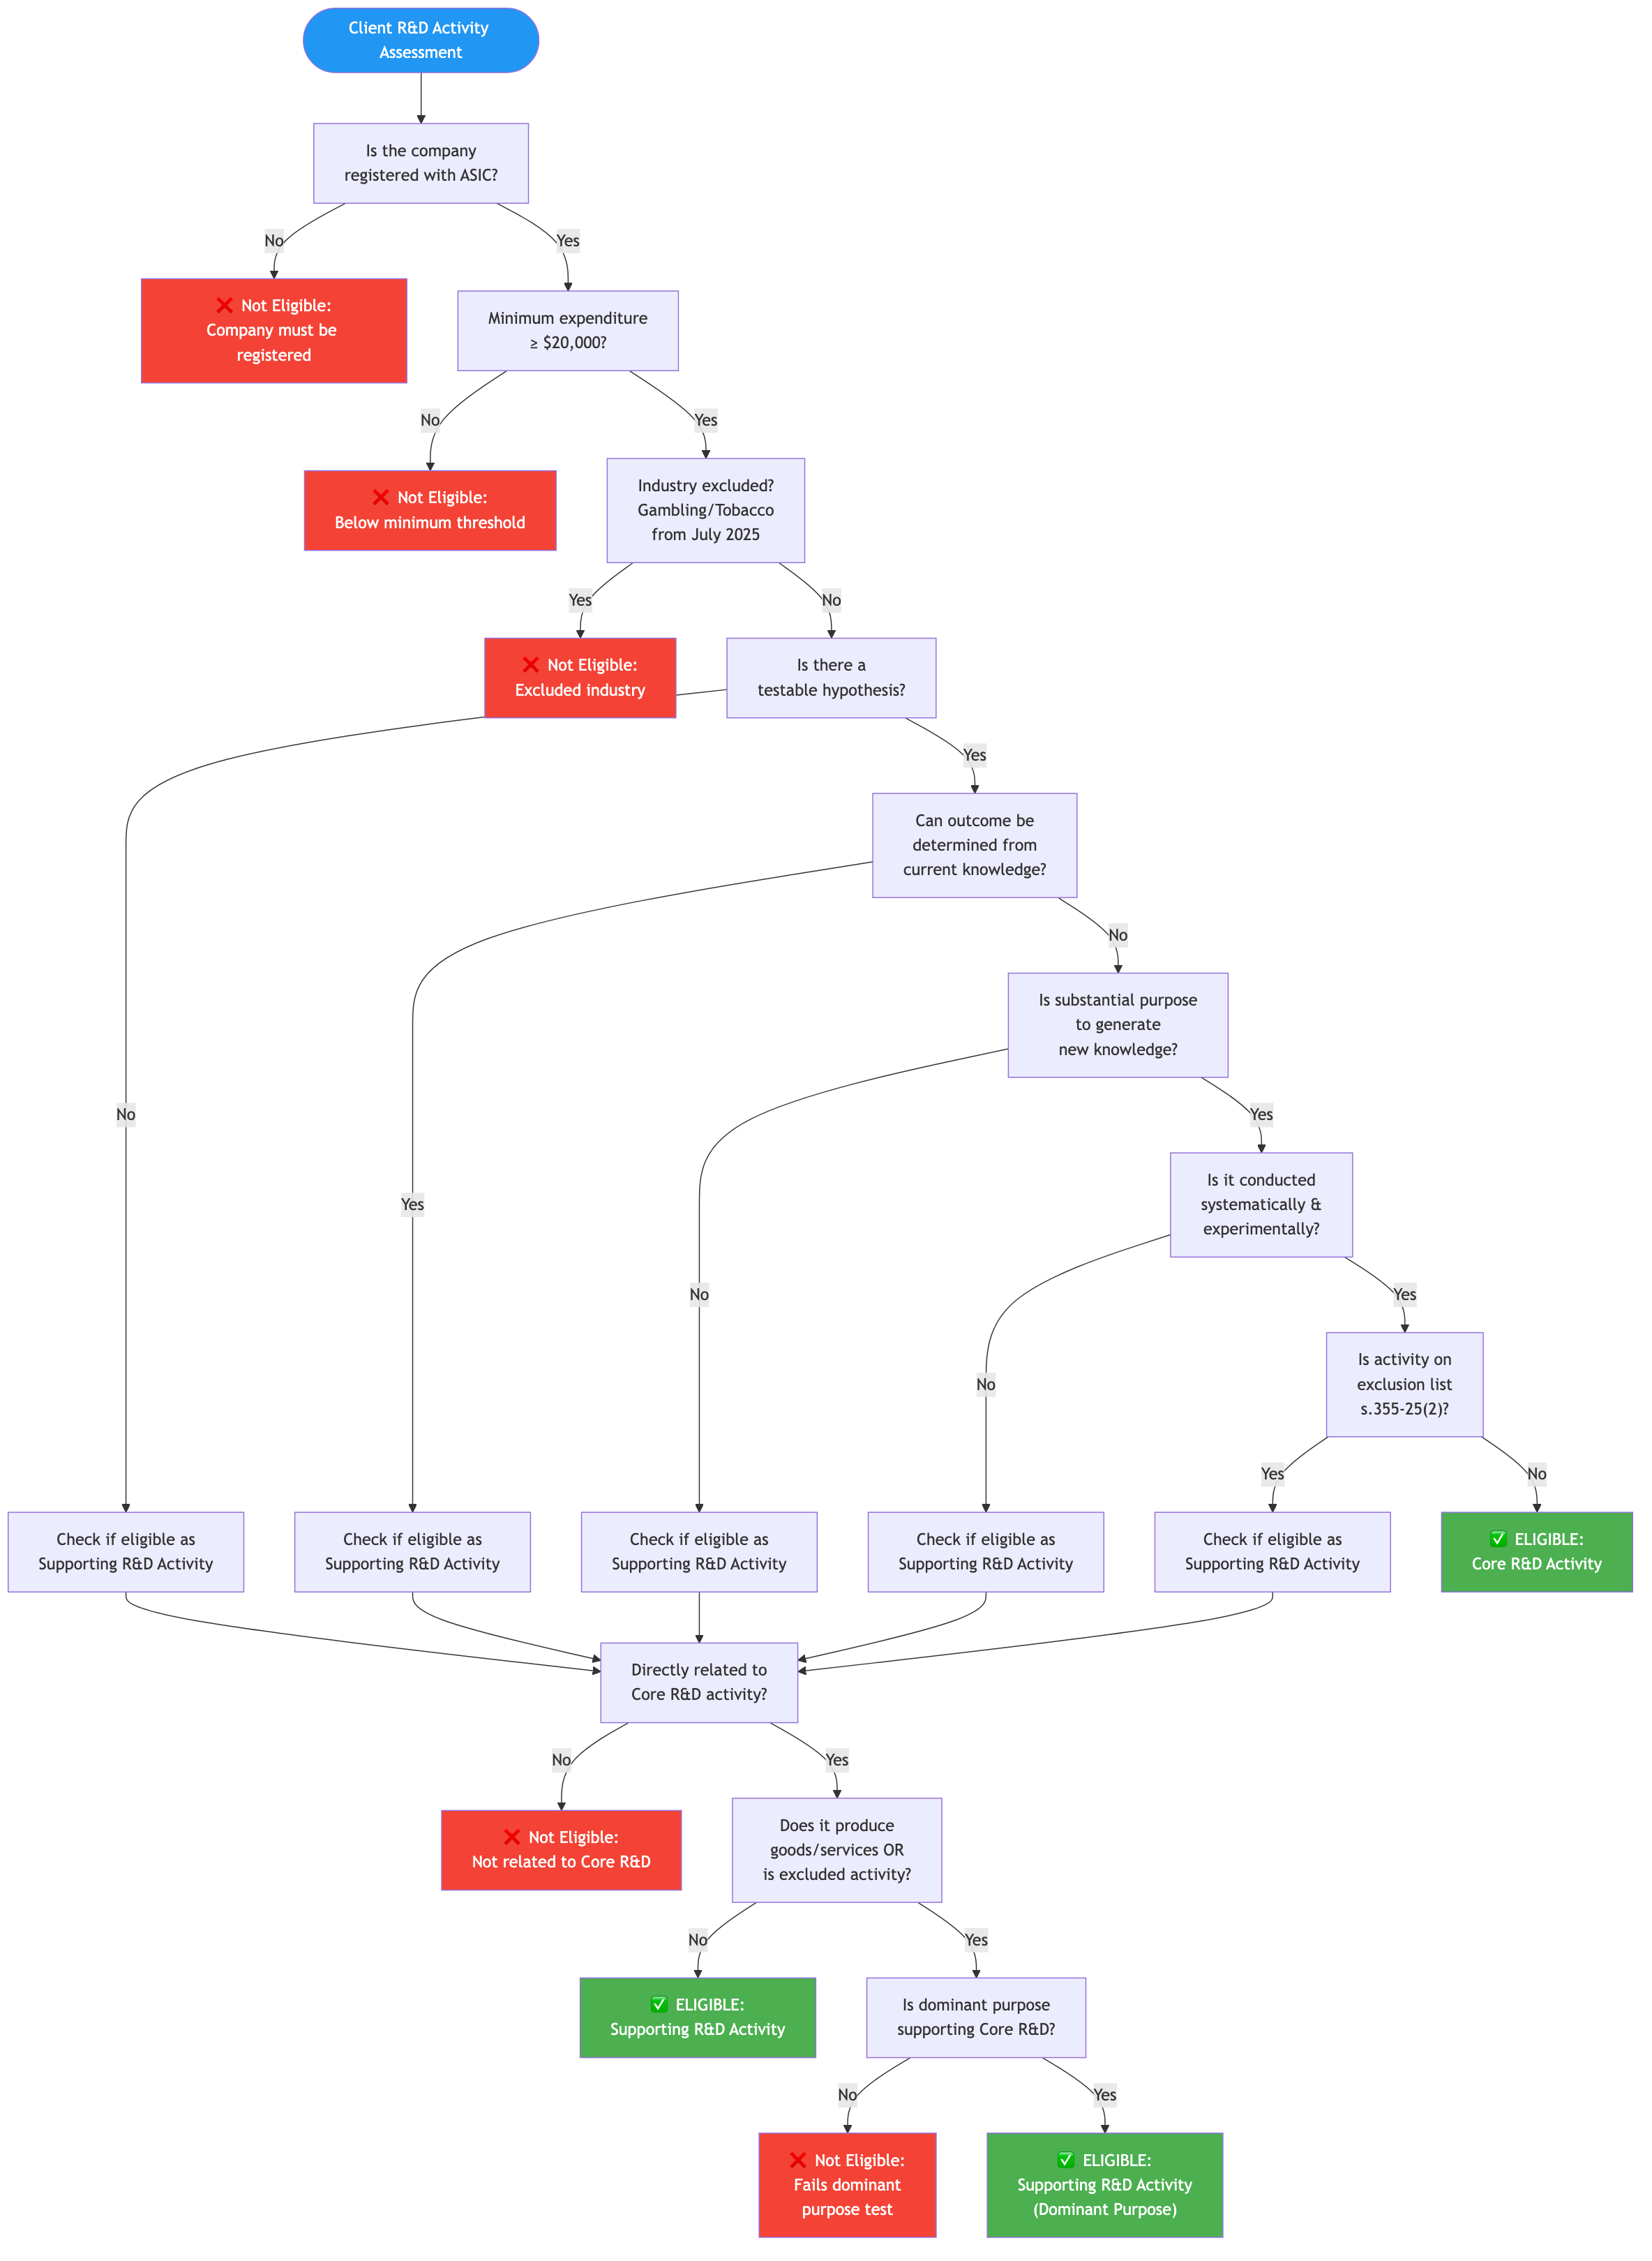 Client R&D Activity
Assessment
Is the company
registered with ASIC?
No
Yes
❌ Not Eligible:
Company must be
registered
Minimum expenditure
≥ $20,000?
No
Yes
❌ Not Eligible:
Below minimum threshold
Industry excluded?
Gambling/Tobacco
from July 2025
Yes
No
❌ Not Eligible:
Excluded industry
Is there a
testable hypothesis?
Yes
Can outcome be
determined from
current knowledge?
No
Is substantial purpose
to generate
new knowledge?
No
Yes
Is it conducted
systematically &
experimentally?
Yes
No
Yes
Is activity on
exclusion list
s.355-25(2)?
No
Yes
No
Check if eligible as
Supporting R&D Activity
Check if eligible as
Supporting R&D Activity
Check if eligible as
Supporting R&D Activity
Check if eligible as
Supporting R&D Activity
Check if eligible as
Supporting R&D Activity
✅ ELIGIBLE:
Core R&D Activity
Directly related to
Core R&D activity?
No
Yes
❌ Not Eligible:
Not related to Core R&D
Does it produce
goods/services OR
is excluded activity?
No
Yes
✅ ELIGIBLE:
Supporting R&D Activity
Is dominant purpose
supporting Core R&D?
No
Yes
❌ Not Eligible:
Fails dominant
purpose test
✅ ELIGIBLE:
Supporting R&D Activity
(Dominant Purpose)